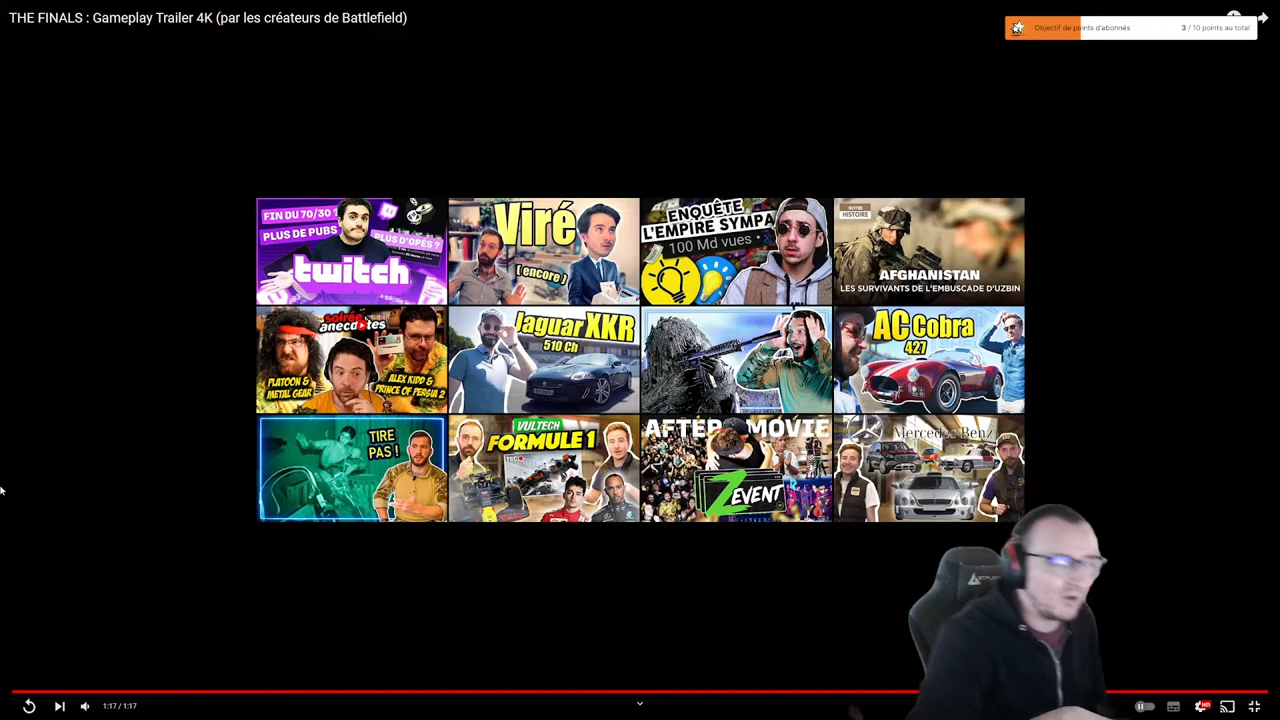 THE FINALS : Gameplay Trailer 4K (par les créateurs de Battlefield)
Objectif de points d'abonnés 3 / 10 points au total
FIN DU 70/30 ?
PLUS DE PUBS
PLUS D'OPÉS ?
twitch
Viré
(encore)
ENQUÊTE
L'EMPIRE SYMPA
100 Md vues •
NOTRE
HISTOIRE
AFGHANISTAN
LES SURVIVANTS DE L'EMBUSCADE D'UZBIN
soirée
anecdotes
PLATOON &
METAL GEAR
ALEX KIDD &
PRINCE OF PERSIA 2
Jaguar XKR
510 Ch
AC Cobra
427
TIRE
PAS !
VULTECH
FORMULE 1
AFTER MOVIE
ZEVENT
Mercedes-Benz
1:17 / 1:17
HD